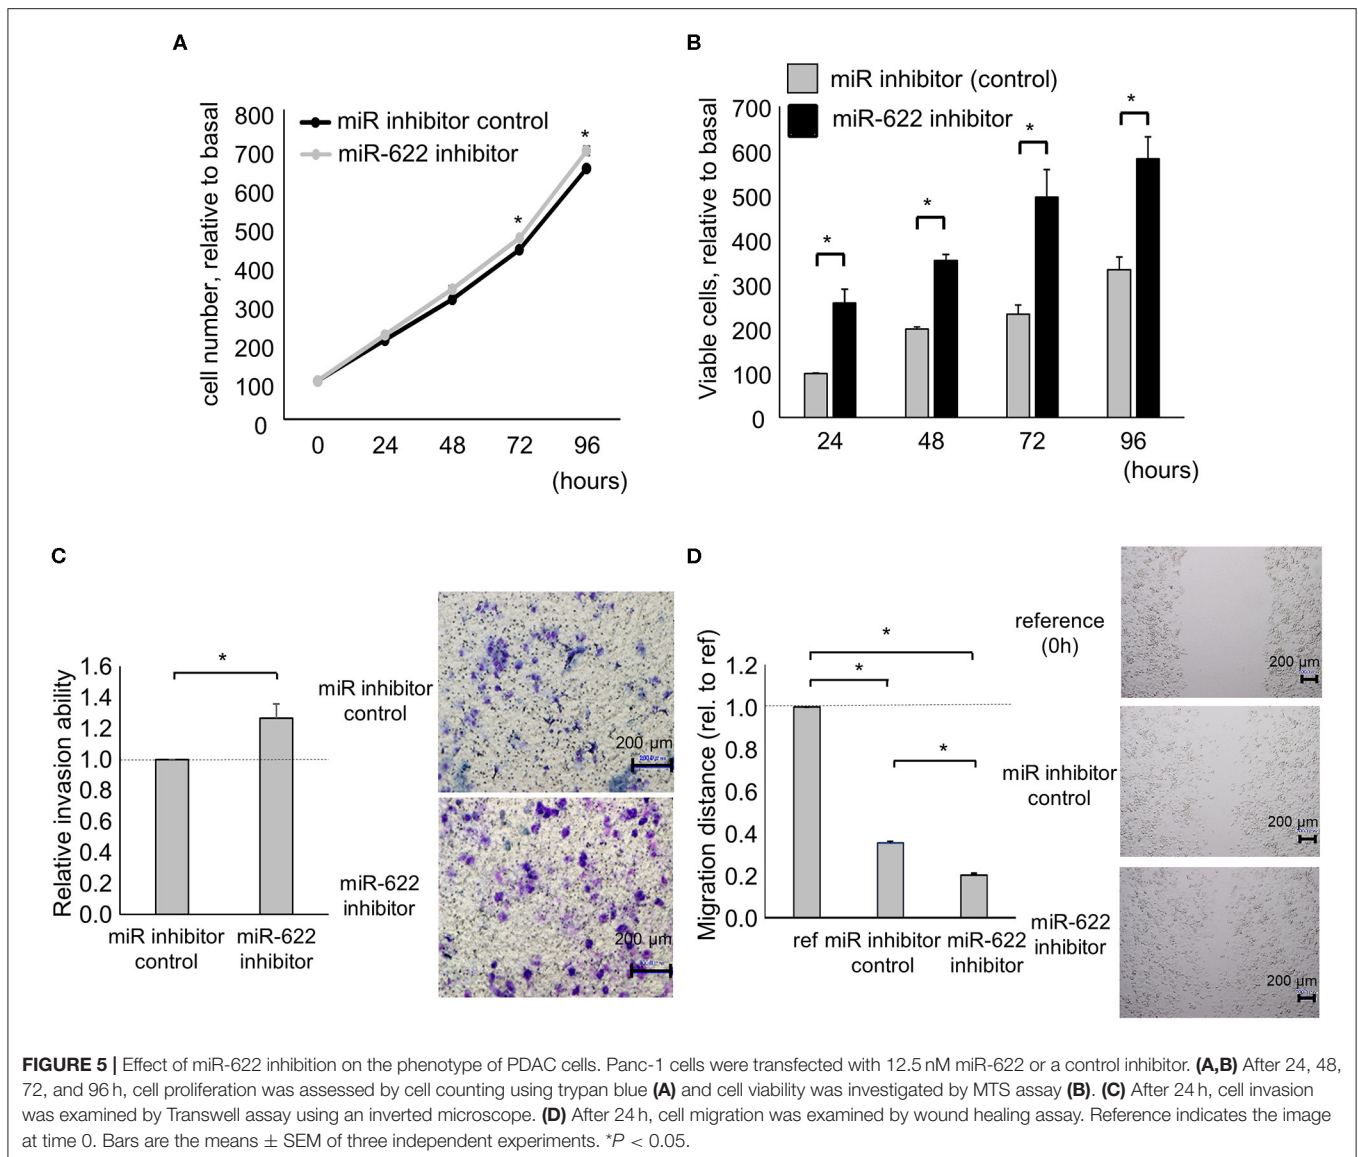 A
cell number, relative to basal
800
700
600
500
400
300
200
100
0
miR inhibitor control
miR-622 inhibitor
*
*
0 24 48 72 96
(hours)
B
miR inhibitor (control)
miR-622 inhibitor
Viable cells, relative to basal
700
600
500
400
300
200
100
0
*
*
*
*
24 48 72 96
(hours)
C
Relative invasion ability
1.6
1.4
1.2
1.0
0.8
0.6
0.4
0.2
0.0
*
miR inhibitor
control
miR-622
inhibitor
miR inhibitor
control
200 µm
miR-622
inhibitor
200 µm
D
Migration distance (rel. to ref)
1.2
1.0
0.8
0.6
0.4
0.2
0.0
*
*
*
ref
miR inhibitor
control
miR-622
inhibitor
reference
(0h)
200 µm
miR inhibitor
control
200 µm
miR-622
inhibitor
200 µm
FIGURE 5 | Effect of miR-622 inhibition on the phenotype of PDAC cells. Panc-1 cells were transfected with 12.5 nM miR-622 or a control inhibitor. (A,B) After 24, 48,
72, and 96 h, cell proliferation was assessed by cell counting using trypan blue (A) and cell viability was investigated by MTS assay (B). (C) After 24 h, cell invasion
was examined by Transwell assay using an inverted microscope. (D) After 24 h, cell migration was examined by wound healing assay. Reference indicates the image
at time 0. Bars are the means ± SEM of three independent experiments. *P < 0.05.